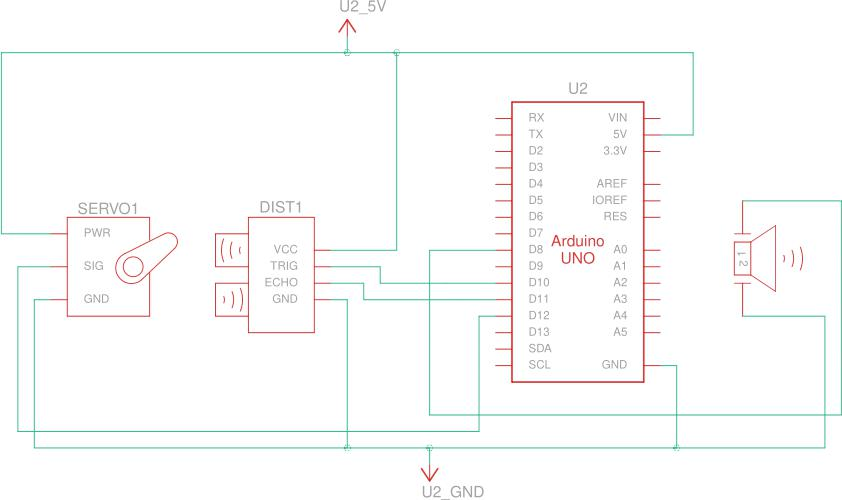 U2_5V
U2
RX VIN
TX 5V
D2 3.3V
D3
D4 AREF
D5 IOREF
D6 RES
D7
D8 A0
D9 A1
D10 A2
D11 A3
D12 A4
D13 A5
SDA
SCL GND
Arduino
UNO
SERVO1
PWR
SIG
GND
DIST1
VCC
TRIG
ECHO
GND
1 2
U2_GND